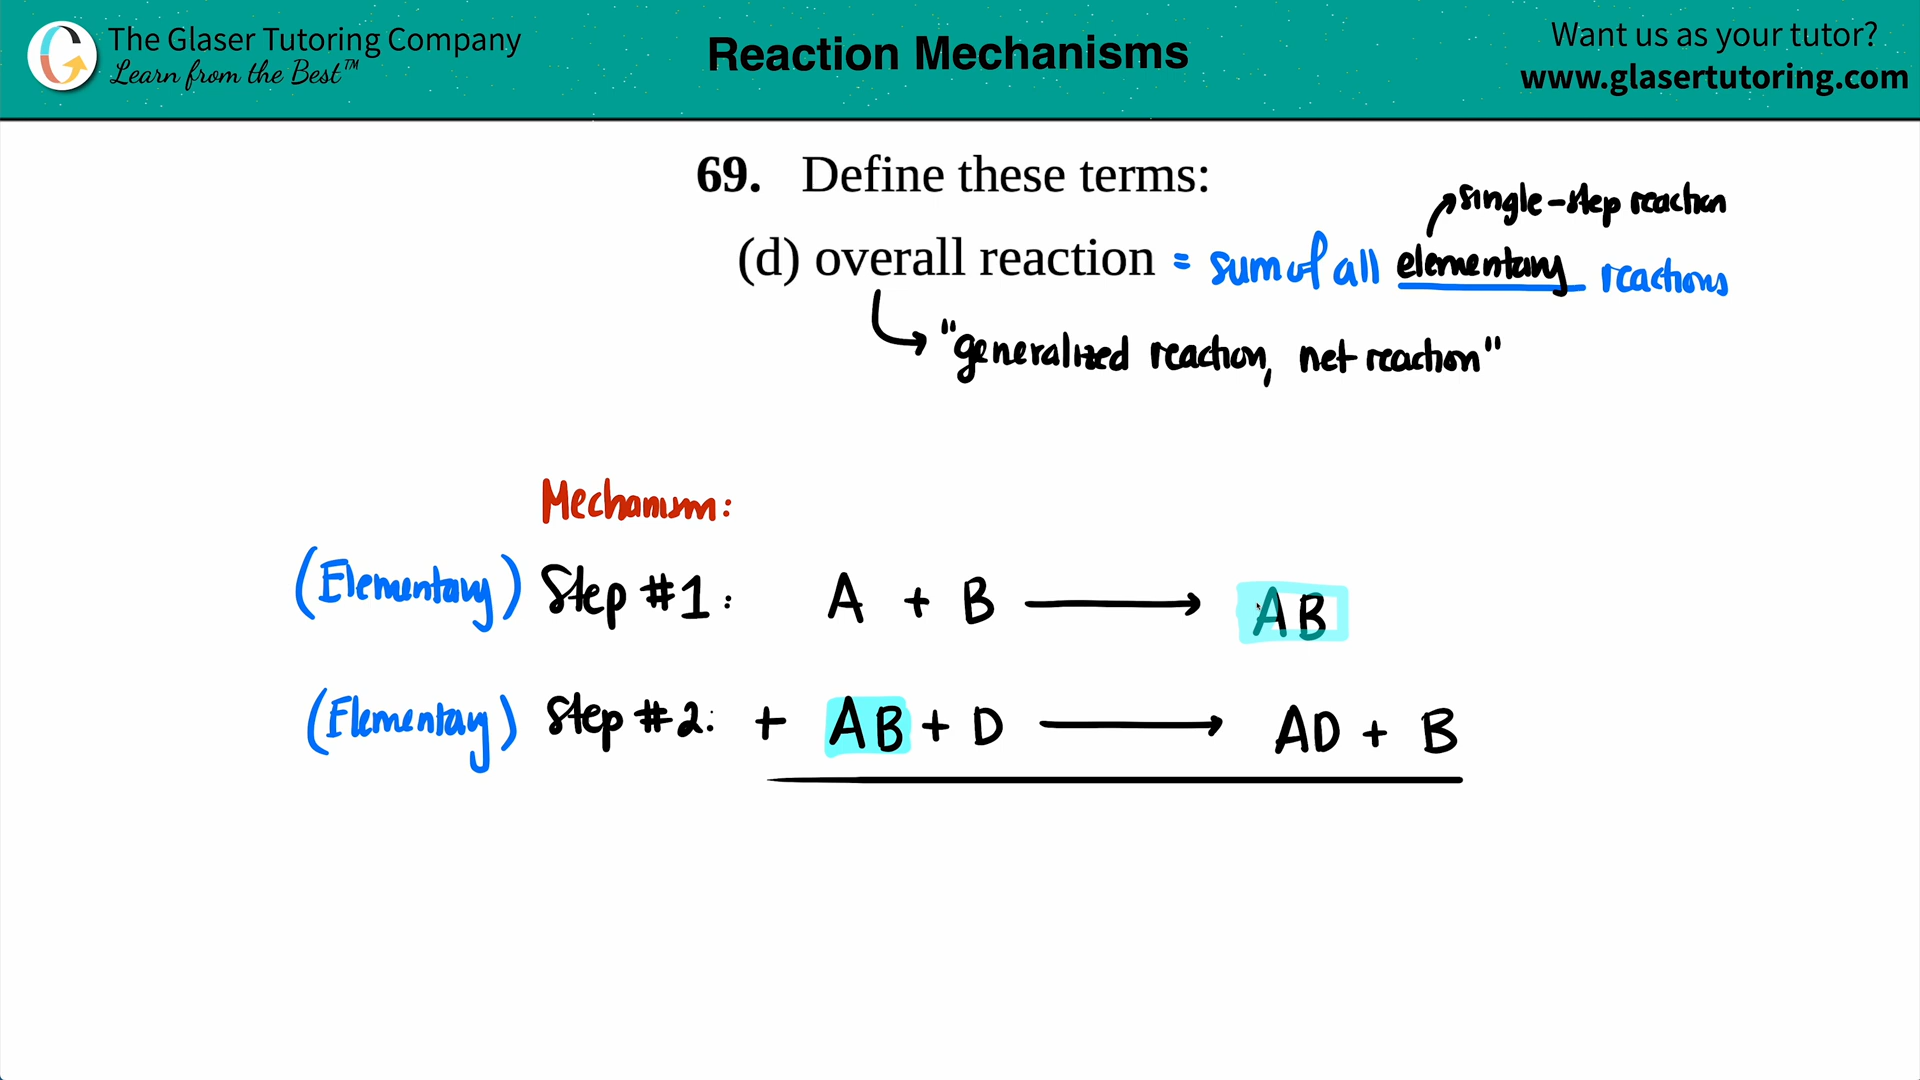 The Glaser Tutoring Company
Learn from the Best™
Reaction Mechanisms
Want us as your tutor?
www.glasertutoring.com
69. Define these terms:
single-step reaction
(d) overall reaction = sum of all elementary reactions
"generalized reaction, net reaction"
Mechanism:
(Elementary) Step #1: A + B ⟶ AB
(Elementary) Step #2: + AB + D ⟶ AD + B